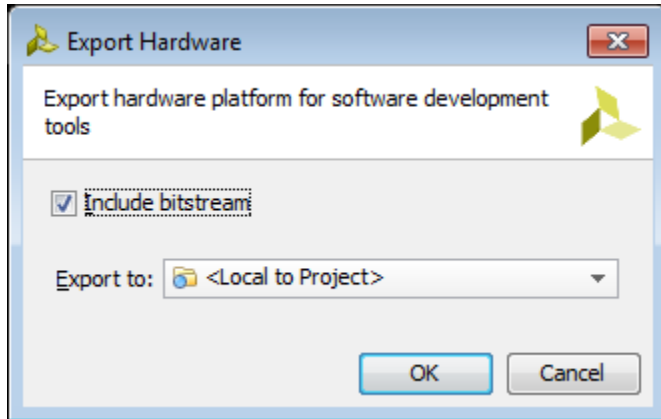 Export Hardware
Export hardware platform for software development
tools
Include bitstream
Export to: <Local to Project>
OK Cancel